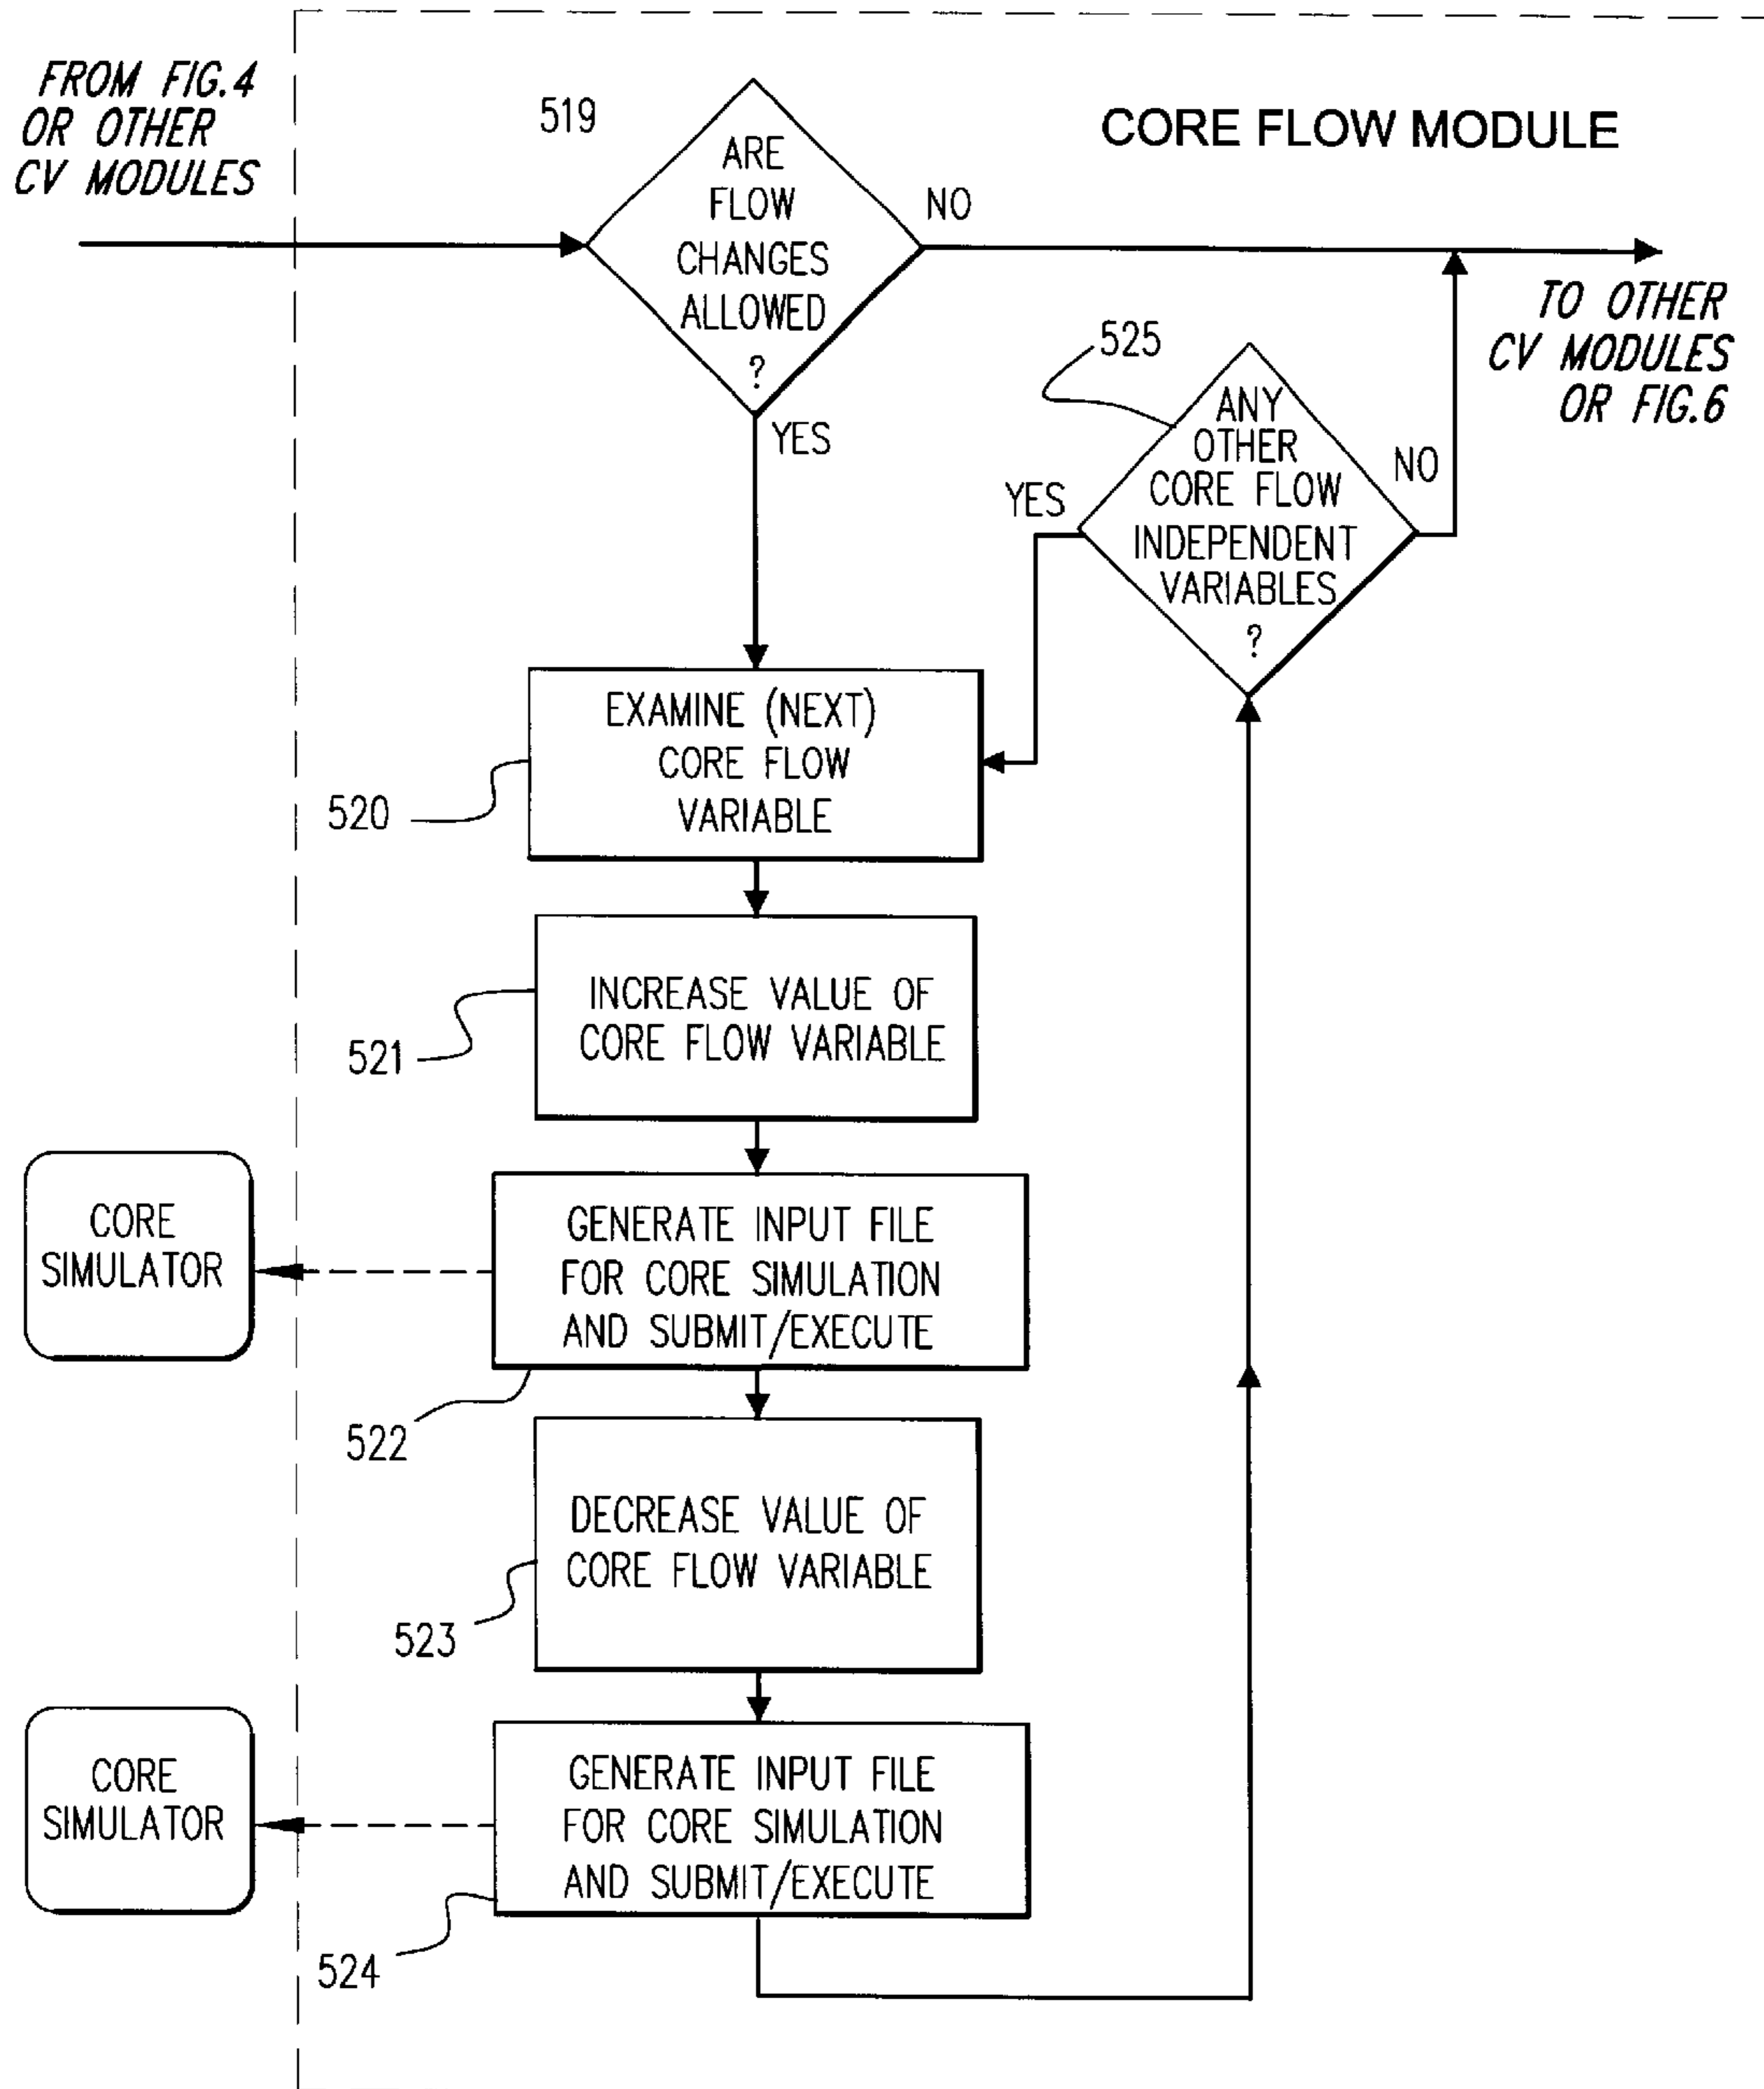 FROM FIG.4
OR OTHER
CV MODULES
519
ARE
FLOW
CHANGES
ALLOWED
?
CORE FLOW MODULE
NO
YES
TO OTHER
CV MODULES
OR FIG.6
525
ANY
OTHER
CORE FLOW
INDEPENDENT
VARIABLES
?
YES
NO
EXAMINE (NEXT)
CORE FLOW
VARIABLE
520
INCREASE VALUE OF
CORE FLOW VARIABLE
521
CORE
SIMULATOR
GENERATE INPUT FILE
FOR CORE SIMULATION
AND SUBMIT/EXECUTE
522
DECREASE VALUE OF
CORE FLOW VARIABLE
523
CORE
SIMULATOR
GENERATE INPUT FILE
FOR CORE SIMULATION
AND SUBMIT/EXECUTE
524